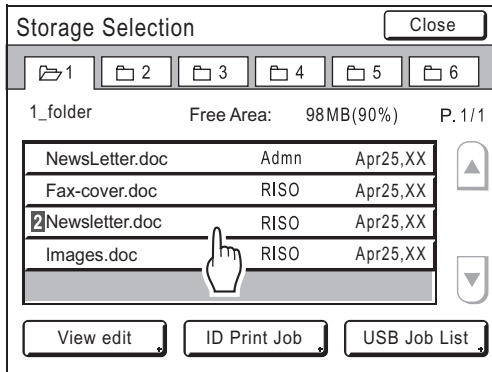 Storage Selection Close
1 2 3 4 5 6
1_folder Free Area: 98MB(90%) P.1/1
NewsLetter.doc Admn Apr25,XX
Fax-cover.doc RISO Apr25,XX
2 Newsletter.doc RISO Apr25,XX
Images.doc RISO Apr25,XX
View edit ID Print Job USB Job List